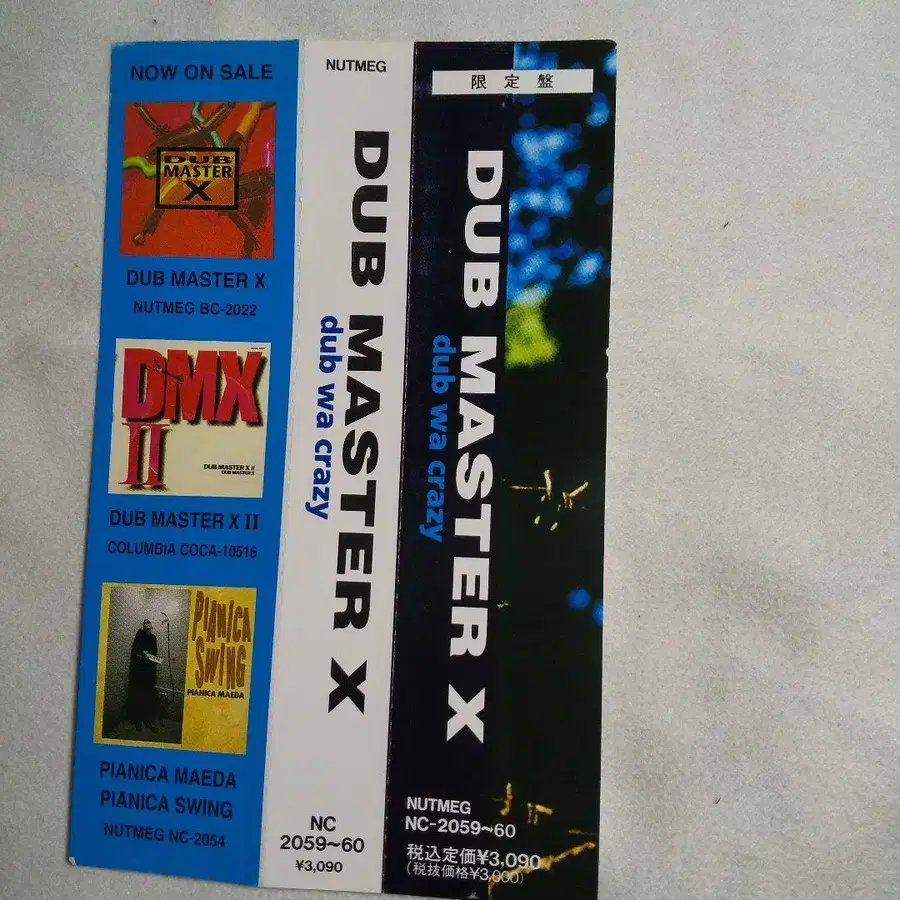 NOW ON SALE
DUB
MASTER
X
DUB MASTER X
NUTMEG BC-2022
DMX
II
DUB MASTER X II
DUB MASTER X
DUB MASTER X II
COLUMBIA COCA-10516
PIANICA
SWING
PIANICA MAEDA
PIANICA MAEDA
PIANICA SWING
NUTMEG NC-2054
NUTMEG
DUB MASTER X
dub wa crazy
NC
2059~60
¥3,090
限定盤
DUB MASTER X
dub wa crazy
NUTMEG
NC-2059~60
税込定価¥3,090
(税抜価格¥3,000)